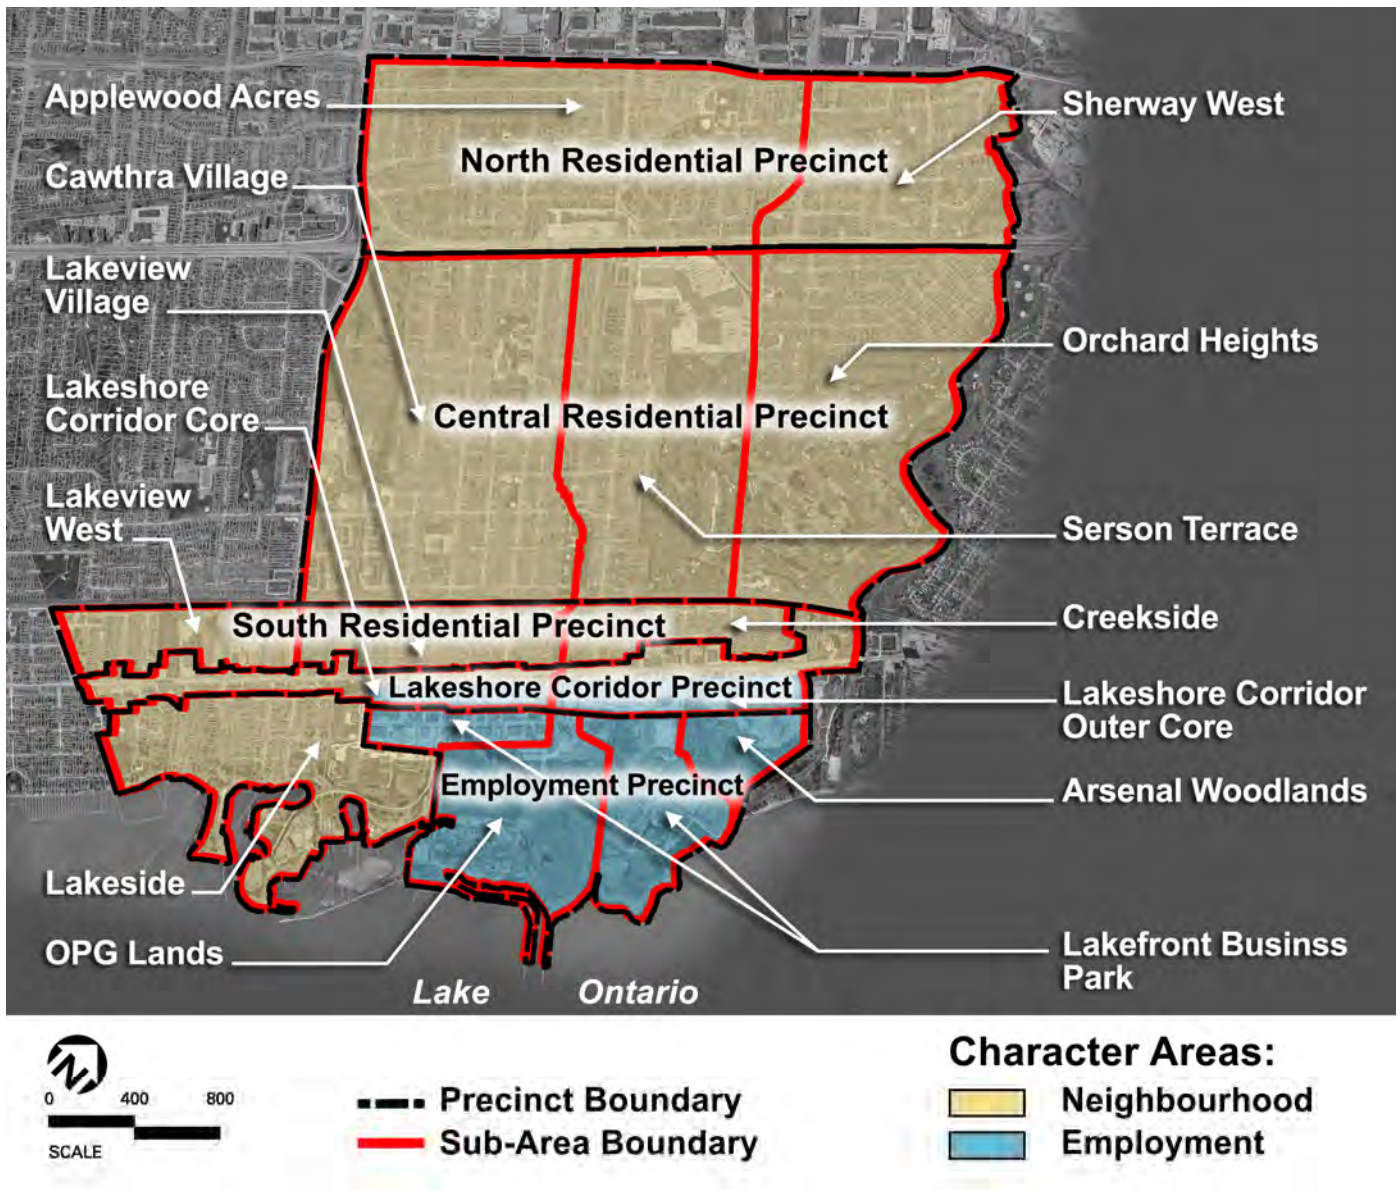 Applewood Acres
Sherway West
North Residential Precinct
Cawthra Village
Lakeview
Village
Orchard Heights
Lakeshore
Corridor Core
Central Residential Precinct
Lakeview
West
Serson Terrace
Creekside
South Residential Precinct
Lakeshore Coridor Precinct
Lakeshore Corridor
Outer Core
Employment Precinct
Arsenal Woodlands
Lakeside
OPG Lands
Lakefront Businss
Park
Lake Ontario
N
0 400 800
SCALE
Precinct Boundary
Sub-Area Boundary
Character Areas:
Neighbourhood
Employment